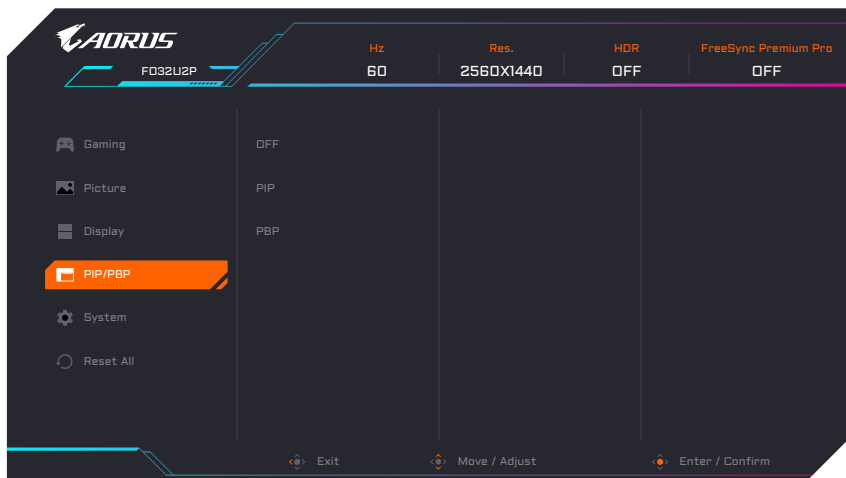 AORUS
FO32U2P
Hz Res. HDR FreeSync Premium Pro
60 2560X1440 OFF OFF
Gaming OFF
Picture PIP
Display PBP
PIP/PBP
System
Reset All
Exit Move / Adjust Enter / Confirm